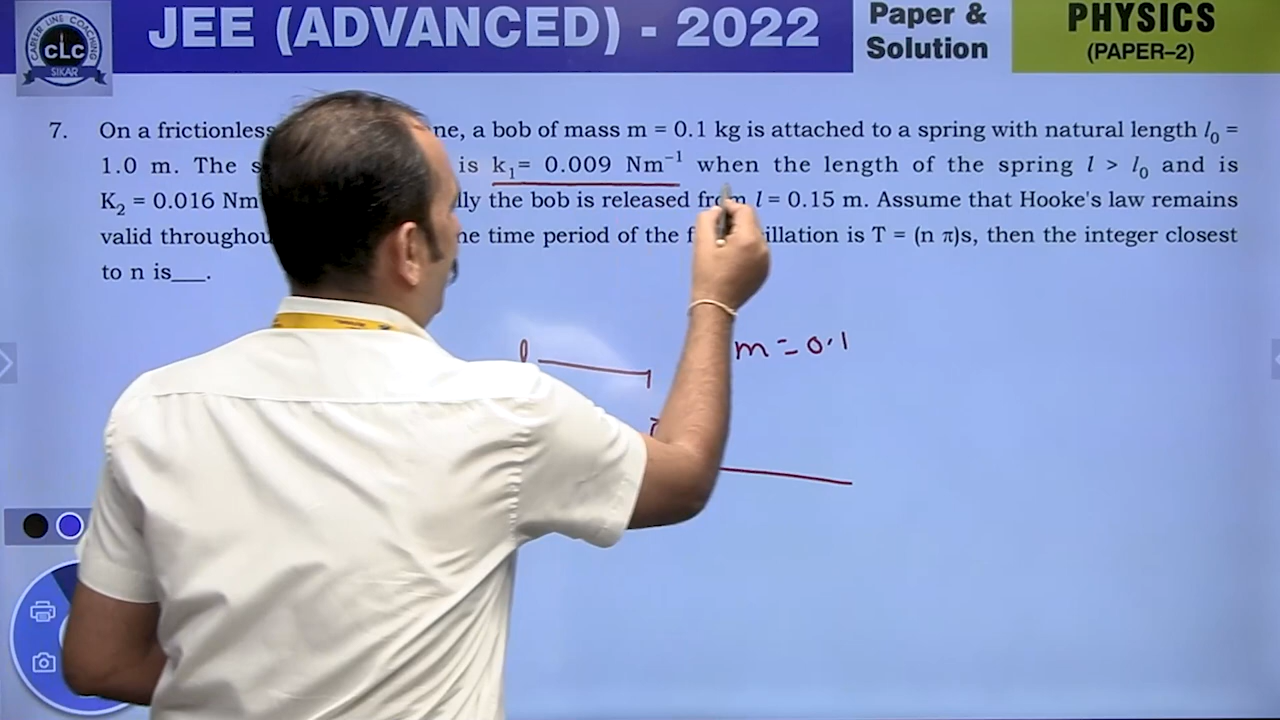 CAREER LINE COACHING
CLC
SIKAR
JEE (ADVANCED) - 2022
Paper &
Solution
PHYSICS
(PAPER–2)
7. On a frictionless ne, a bob of mass m = 0.1 kg is attached to a spring with natural length l₀ =
1.0 m. The s is k₁= 0.009 Nm⁻¹ when the length of the spring l > l₀ and is
K₂ = 0.016 Nm lly the bob is released from l = 0.15 m. Assume that Hooke's law remains
valid throughou ne time period of the f illation is T = (n π)s, then the integer closest
to n is___.
m = 0.1